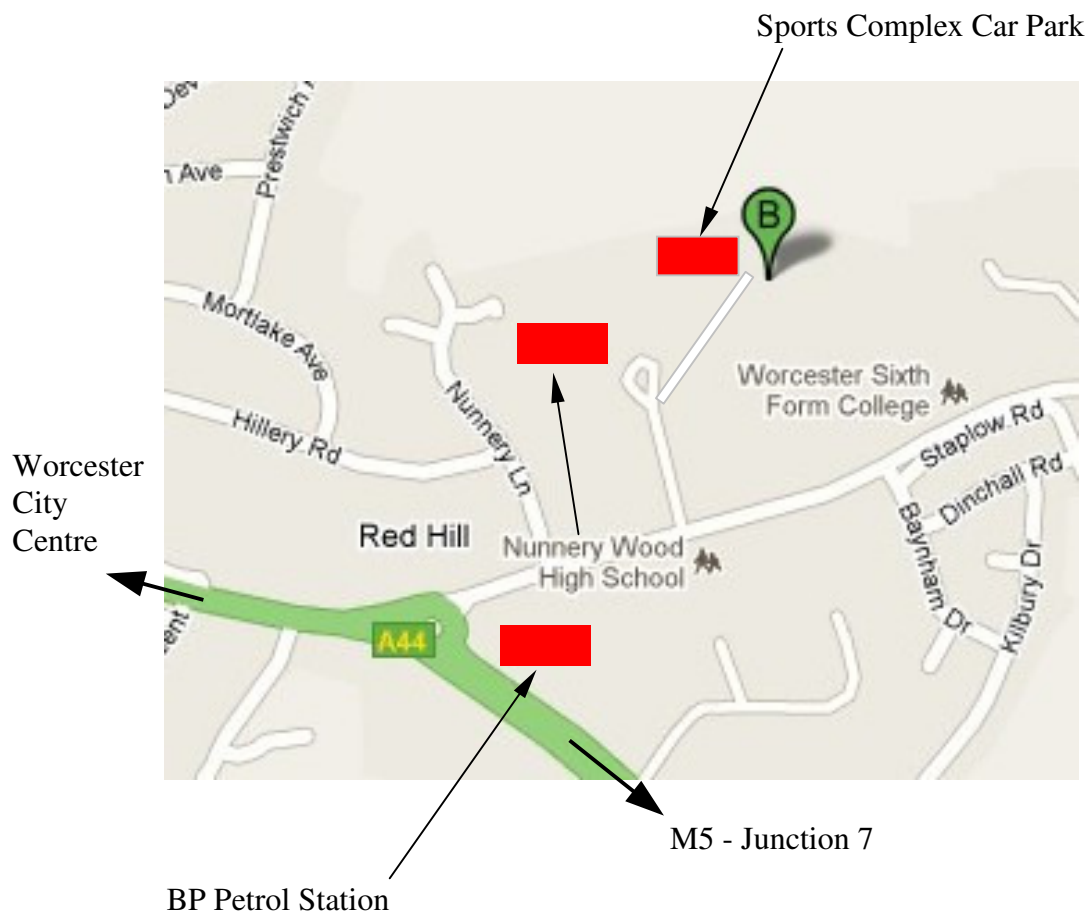 Sports Complex Car Park
Prestwich
Ave
B
Mortlake Ave
Worcester Sixth
Form College
Hillery Rd
Nunnery Ln
Staplow Rd
Dinchall Rd
Worcester
City
Centre
Red Hill
Nunnery Wood
High School
Baynham Dr
Kilbury Dr
A44
M5 - Junction 7
BP Petrol Station